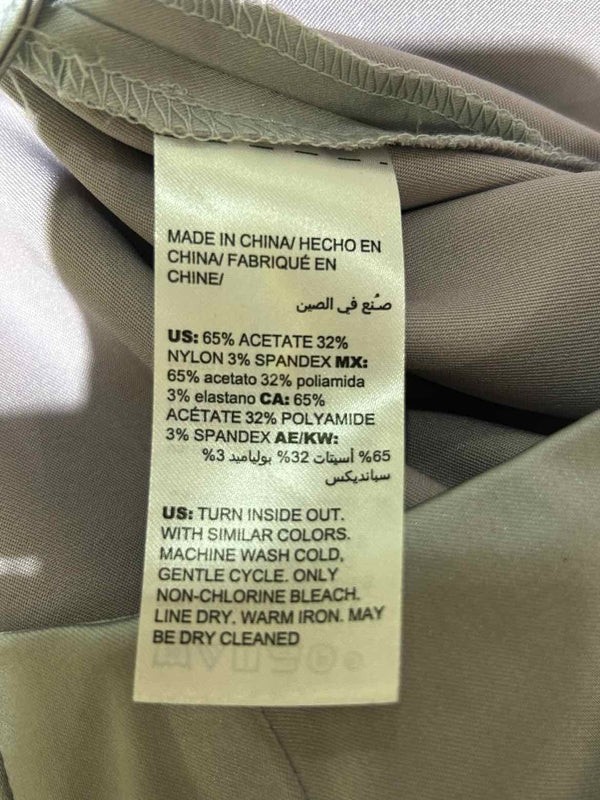 MADE IN CHINA/ HECHO EN
CHINA/ FABRIQUÉ EN
CHINE/
صُنع في الصين
US: 65% ACETATE 32%
NYLON 3% SPANDEX MX:
65% acetato 32% poliamida
3% elastano CA: 65%
ACÉTATE 32% POLYAMIDE
3% SPANDEX AE/KW:
65% أسيتات 32% بولياميد 3%
سبانديكس
US: TURN INSIDE OUT.
WITH SIMILAR COLORS.
MACHINE WASH COLD,
GENTLE CYCLE. ONLY
NON-CHLORINE BLEACH.
LINE DRY. WARM IRON. MAY
BE DRY CLEANED